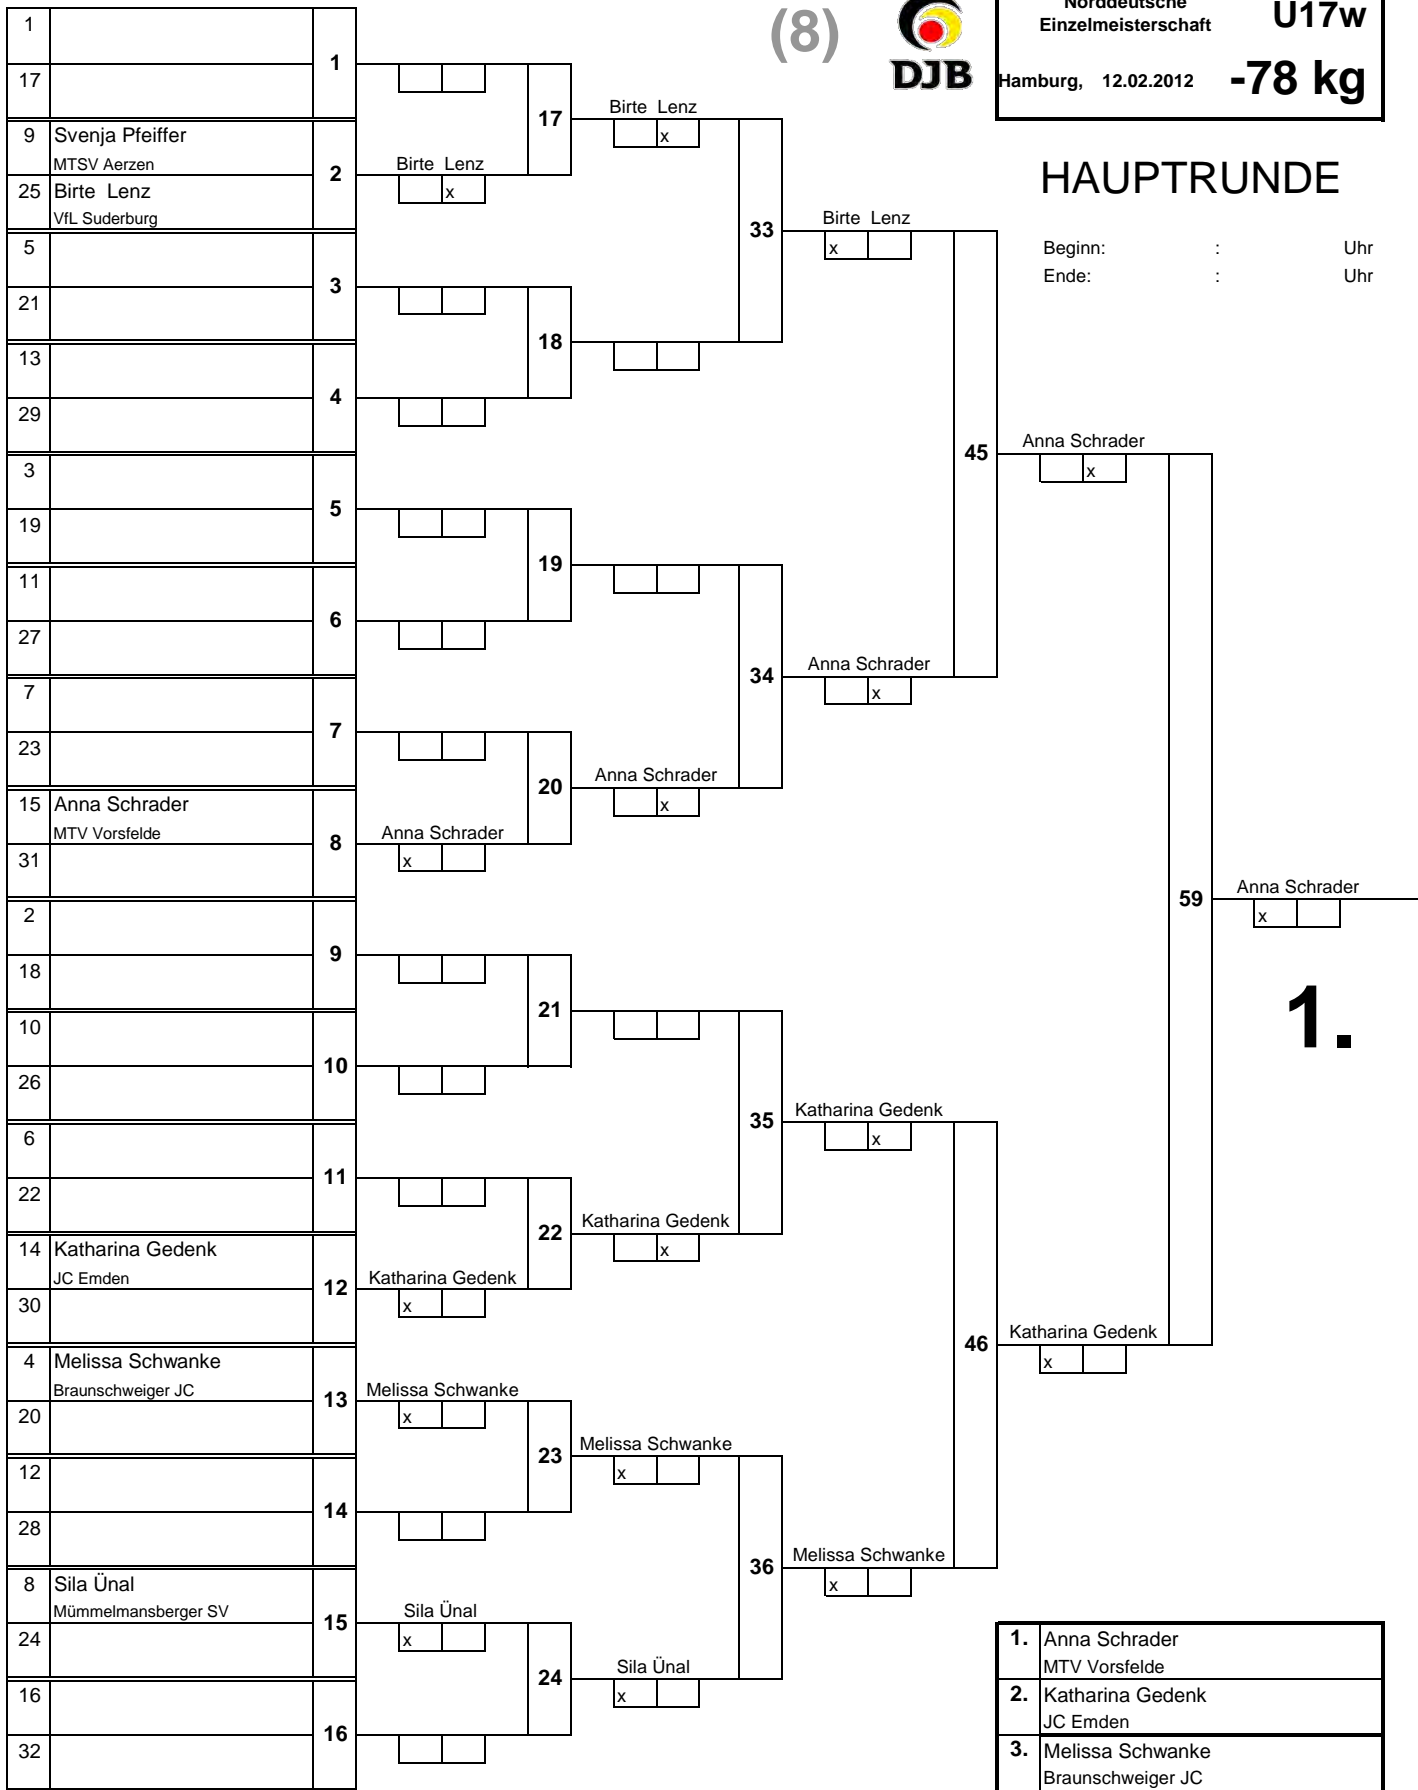 (8)
DJB
Norddeutsche
Einzelmeisterschaft
U17w
Hamburg, 12.02.2012
-78 kg
HAUPTRUNDE
Beginn: : Uhr
Ende: : Uhr
1
17
1
9 Svenja Pfeiffer
MTSV Aerzen
25 Birte Lenz
VfL Suderburg
2
5
21
3
13
29
4
3
19
5
11
27
6
7
23
7
15 Anna Schrader
MTV Vorsfelde
31
8
2
18
9
10
26
10
6
22
11
14 Katharina Gedenk
JC Emden
30
12
4 Melissa Schwanke
Braunschweiger JC
20
13
12
28
14
8 Sila Ünal
Mümmelmansberger SV
24
15
16
32
16
Birte Lenz
x
Anna Schrader
x
Katharina Gedenk
x
Melissa Schwanke
x
Sila Ünal
x
17
18
19
20
21
22
23
24
Birte Lenz
x
Anna Schrader
x
Katharina Gedenk
x
Melissa Schwanke
x
Sila Ünal
x
33
34
35
36
Birte Lenz
x
Anna Schrader
x
Katharina Gedenk
x
Melissa Schwanke
x
45
46
Anna Schrader
x
Katharina Gedenk
x
59
Anna Schrader
x
1.
1. Anna Schrader
MTV Vorsfelde
2. Katharina Gedenk
JC Emden
3. Melissa Schwanke
Braunschweiger JC